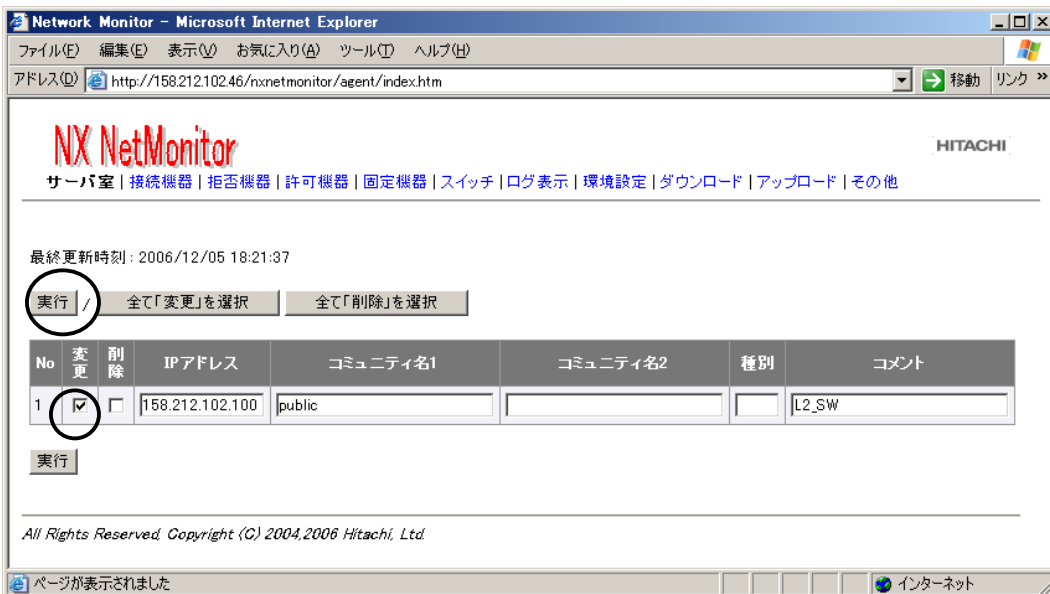 Network Monitor - Microsoft Internet Explorer
ファイル(F) 編集(E) 表示(V) お気に入り(A) ツール(T) ヘルプ(H)
アドレス(D) http://158.212.102.46/nxnetmonitor/agent/index.htm 移動 リンク »
NX NetMonitor
HITACHI
サーバ室 | 接続機器 | 拒否機器 | 許可機器 | 固定機器 | スイッチ | ログ表示 | 環境設定 | ダウンロード | アップロード | その他
最終更新時刻 : 2006/12/05 18:21:37
実行 / 全て「変更」を選択 全て「削除」を選択
No 変更 削除 IPアドレス コミュニティ名1 コミュニティ名2 種別 コメント
1 158.212.102.100 public L2_SW
実行
All Rights Reserved, Copyright (C) 2004,2006 Hitachi, Ltd.
ページが表示されました インターネット